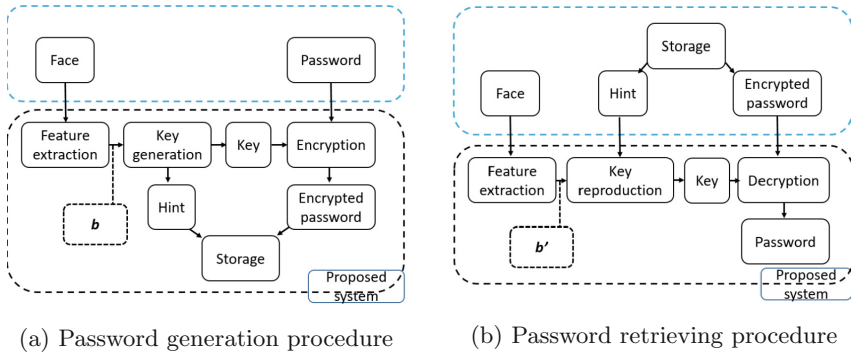 Face
Password
Feature
extraction
Key
generation
Key
Encryption
b
Hint
Encrypted
password
Storage
Proposed
system
(a) Password generation procedure
Storage
Face
Hint
Encrypted
password
Feature
extraction
Key
reproduction
Key
Decryption
b’
Password
Proposed
system
(b) Password retrieving procedure